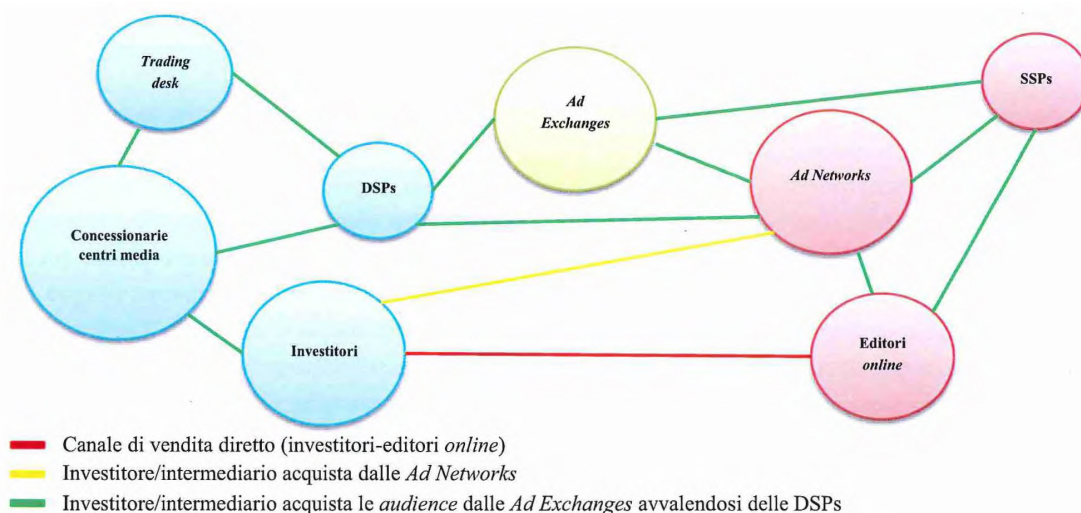 Trading
desk
Ad
Exchanges
SSPs
DSPs
Ad Networks
Concessionarie
centri media
Investitori
Editori
online
Canale di vendita diretto (investitori-editori online)
Investitore/intermediario acquista dalle Ad Networks
Investitore/intermediario acquista le audience dalle Ad Exchanges avvalendosi delle DSPs